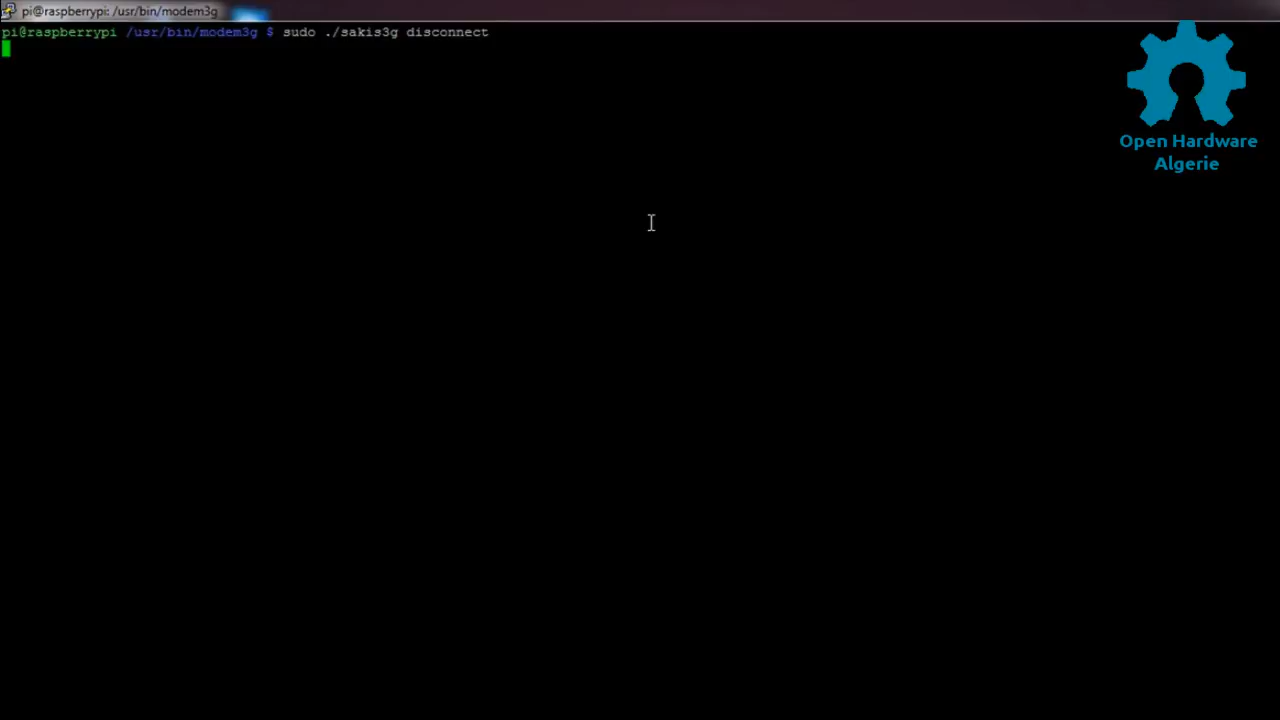 pi@raspberrypi: /usr/bin/modem3g
pi@raspberrypi /usr/bin/modem3g $ sudo ./sakis3g disconnect
Open Hardware
Algerie